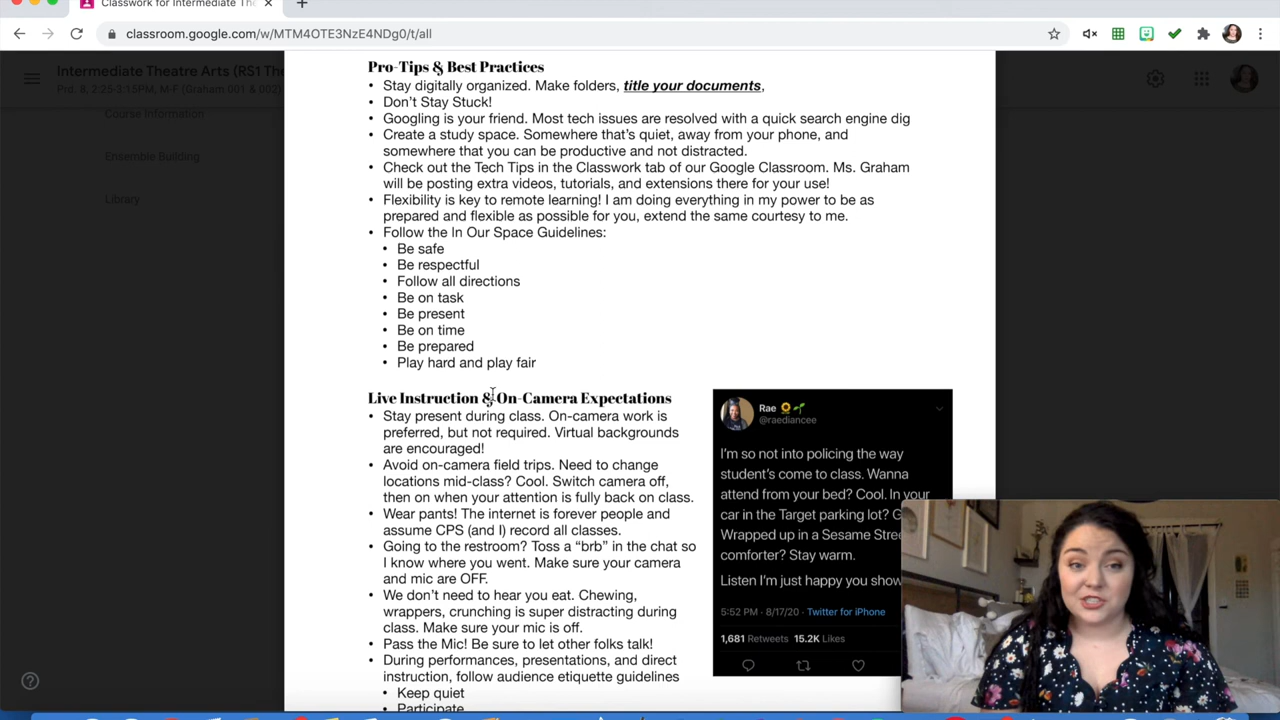 Classwork for Intermediate The
classroom.google.com/w/MTM4OTE3NzE4NDg0/t/all
Intermediate Theatre Arts (RS1 The
Prd. 8, 2:25-3:15PM, M-F (Graham.001 & 002)
Course Information
Ensemble Building
Library
Pro-Tips & Best Practices
• Stay digitally organized. Make folders, title your documents,
• Don't Stay Stuck!
• Googling is your friend. Most tech issues are resolved with a quick search engine dig
• Create a study space. Somewhere that's quiet, away from your phone, and
somewhere that you can be productive and not distracted.
• Check out the Tech Tips in the Classwork tab of our Google Classroom. Ms. Graham
will be posting extra videos, tutorials, and extensions there for your use!
• Flexibility is key to remote learning! I am doing everything in my power to be as
prepared and flexible as possible for you, extend the same courtesy to me.
• Follow the In Our Space Guidelines:
• Be safe
• Be respectful
• Follow all directions
• Be on task
• Be present
• Be on time
• Be prepared
• Play hard and play fair
Live Instruction & On-Camera Expectations
• Stay present during class. On-camera work is
preferred, but not required. Virtual backgrounds
are encouraged!
• Avoid on-camera field trips. Need to change
locations mid-class? Cool. Switch camera off,
then on when your attention is fully back on class.
• Wear pants! The internet is forever people and
assume CPS (and I) record all classes.
• Going to the restroom? Toss a "brb" in the chat so
I know where you went. Make sure your camera
and mic are OFF.
• We don't need to hear you eat. Chewing,
wrappers, crunching is super distracting during
class. Make sure your mic is off.
• Pass the Mic! Be sure to let other folks talk!
• During performances, presentations, and direct
instruction, follow audience etiquette guidelines
• Keep quiet
• Participate
Rae 🌻🌱
@raediancee
I'm so not into policing the way
student's come to class. Wanna
attend from your bed? Cool. In your
car in the Target parking lot? G
Wrapped up in a Sesame Stre
comforter? Stay warm.
Listen I'm just happy you show
5:52 PM · 8/17/20 · Twitter for iPhone
1,681 Retweets 15.2K Likes